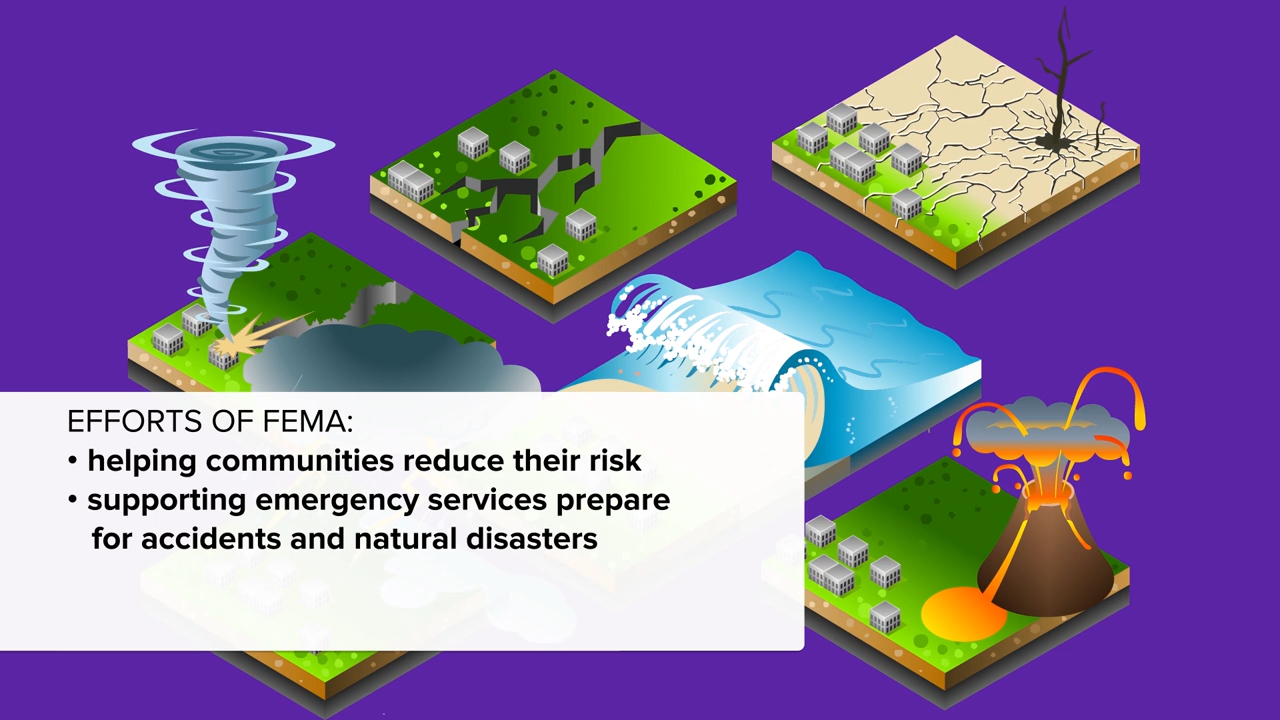 EFFORTS OF FEMA:
• helping communities reduce their risk
• supporting emergency services prepare
for accidents and natural disasters